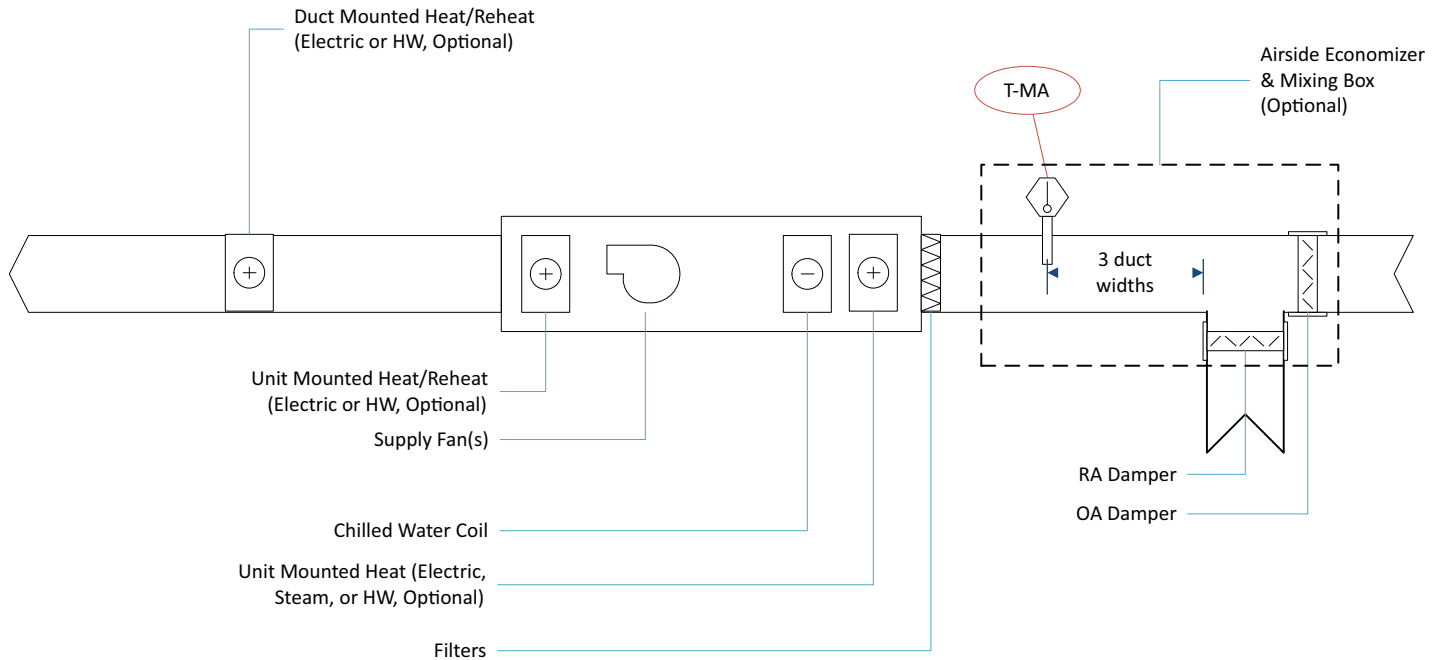 Duct Mounted Heat/Reheat
(Electric or HW, Optional)
Airside Economizer
& Mixing Box
(Optional)
T-MA
3 duct
widths
Unit Mounted Heat/Reheat
(Electric or HW, Optional)
Supply Fan(s)
RA Damper
OA Damper
Chilled Water Coil
Unit Mounted Heat (Electric,
Steam, or HW, Optional)
Filters